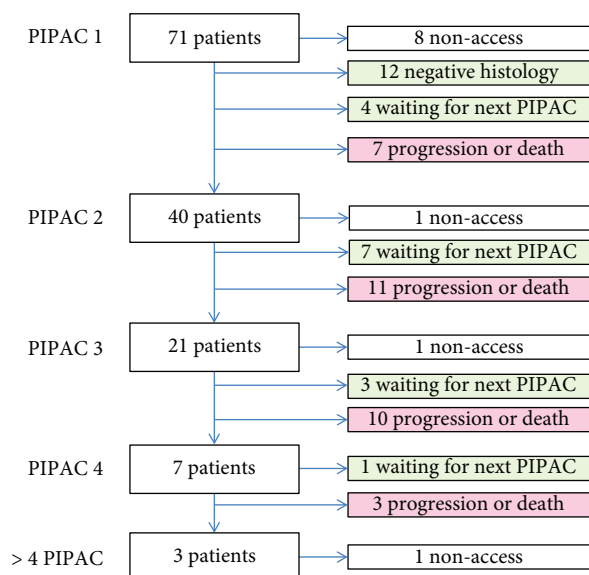 PIPAC 1
71 patients
8 non-access
12 negative histology
4 waiting for next PIPAC
7 progression or death
PIPAC 2
40 patients
1 non-access
7 waiting for next PIPAC
11 progression or death
PIPAC 3
21 patients
1 non-access
3 waiting for next PIPAC
10 progression or death
PIPAC 4
7 patients
1 waiting for next PIPAC
3 progression or death
> 4 PIPAC
3 patients
1 non-access